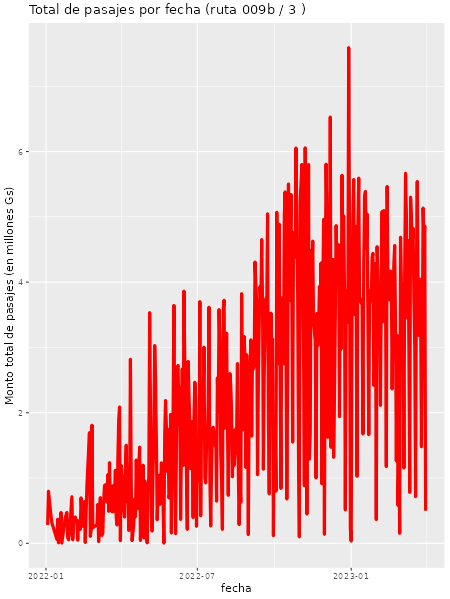 Total de pasajes por fecha (ruta 009b / 3 )
Monto total de pasajes (en millones Gs)
6
4
2
0
2022-01
2022-07
2023-01
fecha